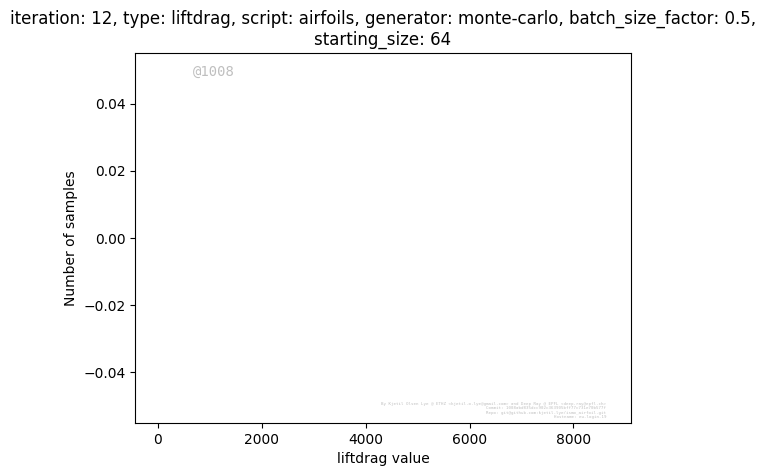 iteration: 12, type: liftdrag, script: airfoils, generator: monte-carlo, batch_size_factor: 0.5,
starting_size: 64
@1008
0.04
0.02
0.00
−0.02
−0.04
Number of samples
0 2000 4000 6000 8000
liftdrag value